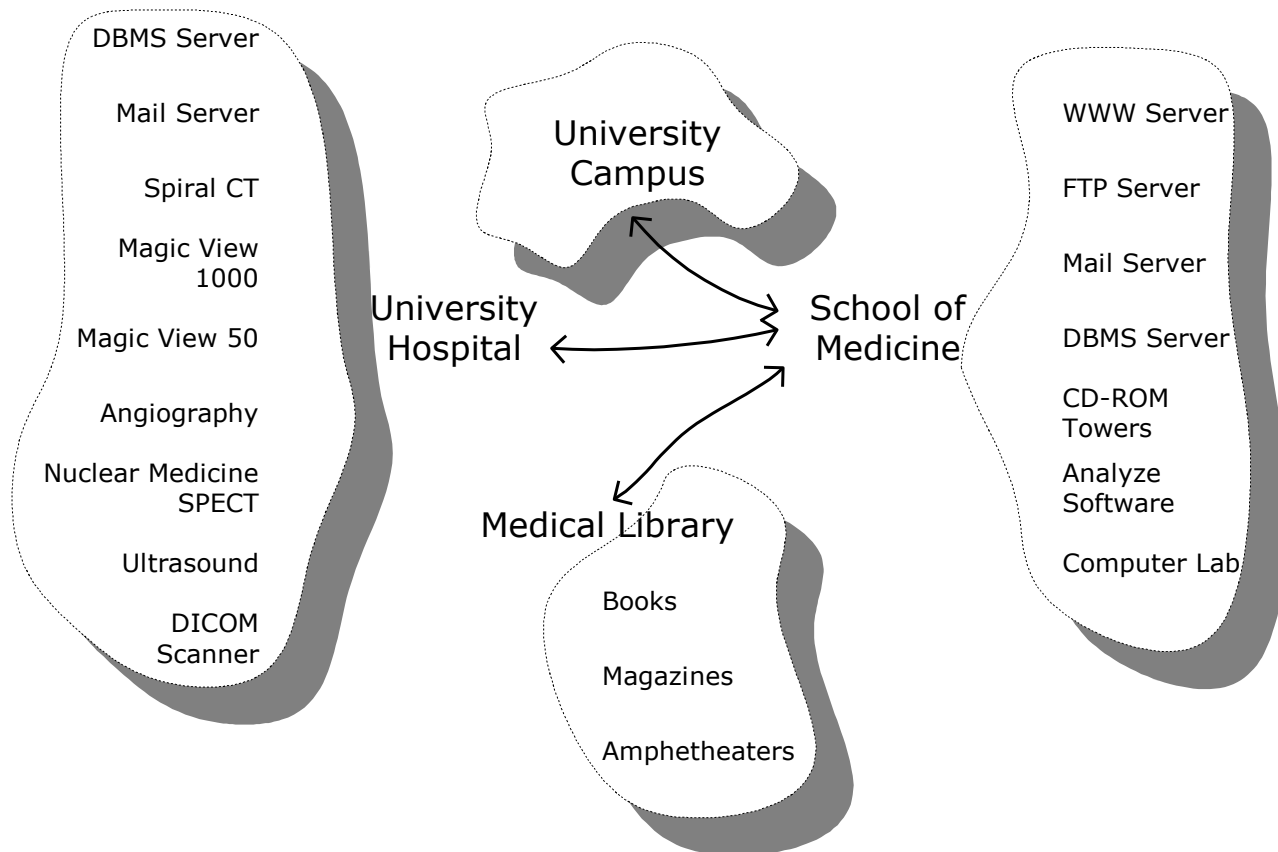 DBMS Server
Mail Server
Spiral CT
Magic View
1000
Magic View 50
Angiography
Nuclear Medicine
SPECT
Ultrasound
DICOM
Scanner
University
Campus
University
Hospital
School of
Medicine
Medical Library
Books
Magazines
Amphetheaters
WWW Server
FTP Server
Mail Server
DBMS Server
CD-ROM
Towers
Analyze
Software
Computer Lab